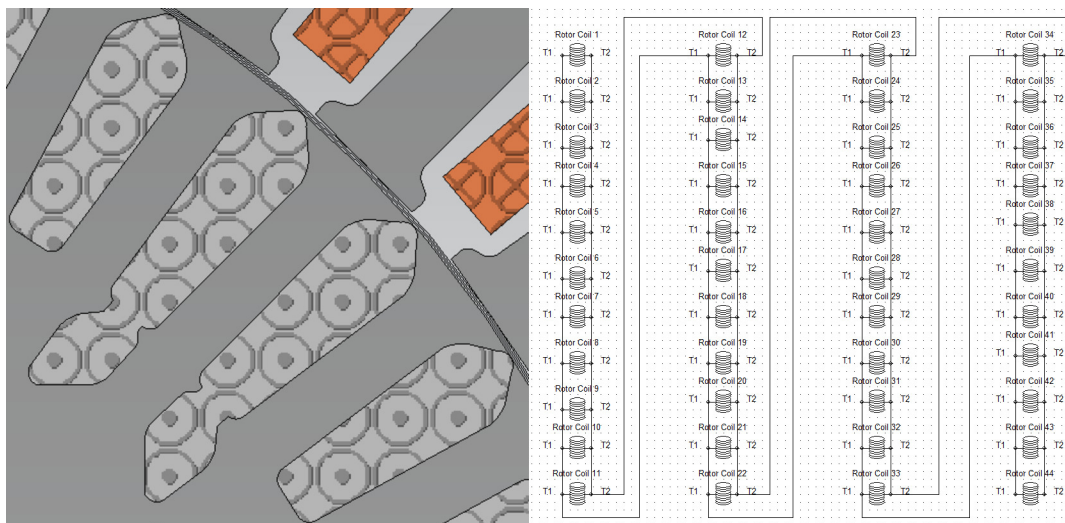 Rotor Coil 1
T1 T2
Rotor Coil 2
T1 T2
Rotor Coil 3
T1 T2
Rotor Coil 4
T1 T2
Rotor Coil 5
T1 T2
Rotor Coil 6
T1 T2
Rotor Coil 7
T1 T2
Rotor Coil 8
T1 T2
Rotor Coil 9
T1 T2
Rotor Coil 10
T1 T2
Rotor Coil 11
T1 T2
Rotor Coil 12
T1 T2
Rotor Coil 13
T1 T2
Rotor Coil 14
T1 T2
Rotor Coil 15
T1 T2
Rotor Coil 16
T1 T2
Rotor Coil 17
T1 T2
Rotor Coil 18
T1 T2
Rotor Coil 19
T1 T2
Rotor Coil 20
T1 T2
Rotor Coil 21
T1 T2
Rotor Coil 22
T1 T2
Rotor Coil 23
T1 T2
Rotor Coil 24
T1 T2
Rotor Coil 25
T1 T2
Rotor Coil 26
T1 T2
Rotor Coil 27
T1 T2
Rotor Coil 28
T1 T2
Rotor Coil 29
T1 T2
Rotor Coil 30
T1 T2
Rotor Coil 31
T1 T2
Rotor Coil 32
T1 T2
Rotor Coil 33
T1 T2
Rotor Coil 34
T1 T2
Rotor Coil 35
T1 T2
Rotor Coil 36
T1 T2
Rotor Coil 37
T1 T2
Rotor Coil 38
T1 T2
Rotor Coil 39
T1 T2
Rotor Coil 40
T1 T2
Rotor Coil 41
T1 T2
Rotor Coil 42
T1 T2
Rotor Coil 43
T1 T2
Rotor Coil 44
T1 T2